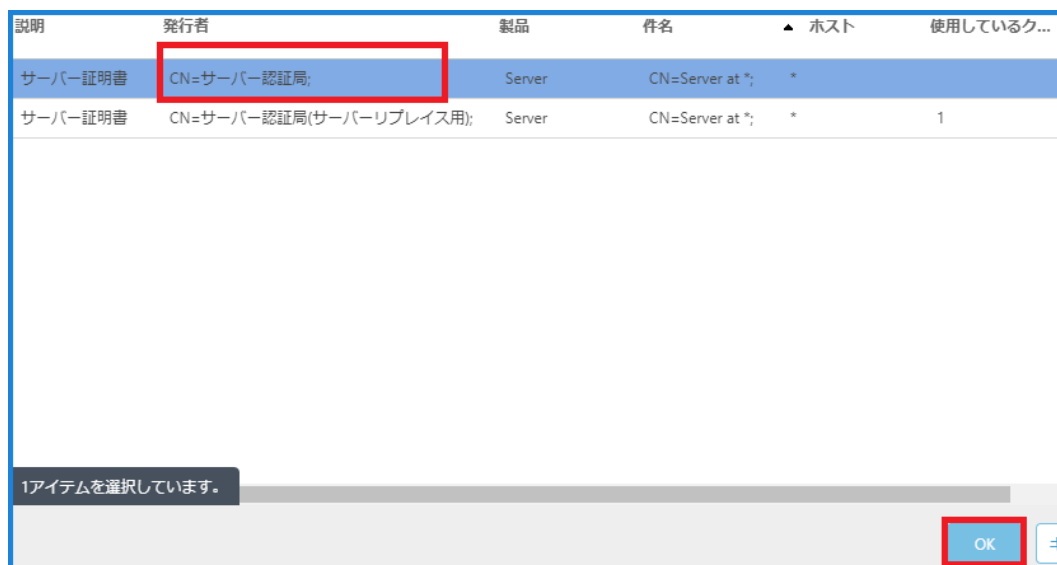 説明 発行者 製品 件名 ▲ ホスト 使用しているク...
サーバー証明書 CN=サーバー認証局; Server CN=Server at *; *
サーバー証明書 CN=サーバー認証局(サーバーリプレイス用); Server CN=Server at *; * 1
1アイテムを選択しています。
OK